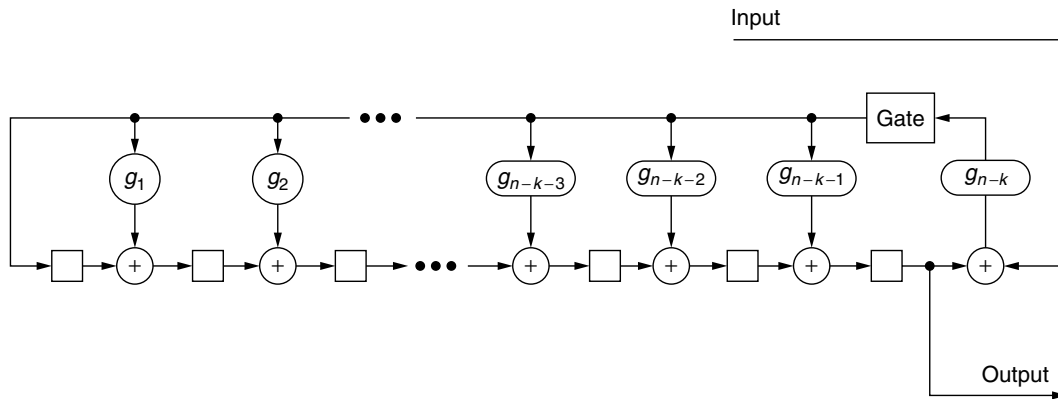 Input
Gate
g₁ g₂ gₙ₋ₖ₋₃ gₙ₋ₖ₋₂ gₙ₋ₖ₋₁ gₙ₋ₖ
+ + + + + +
Output